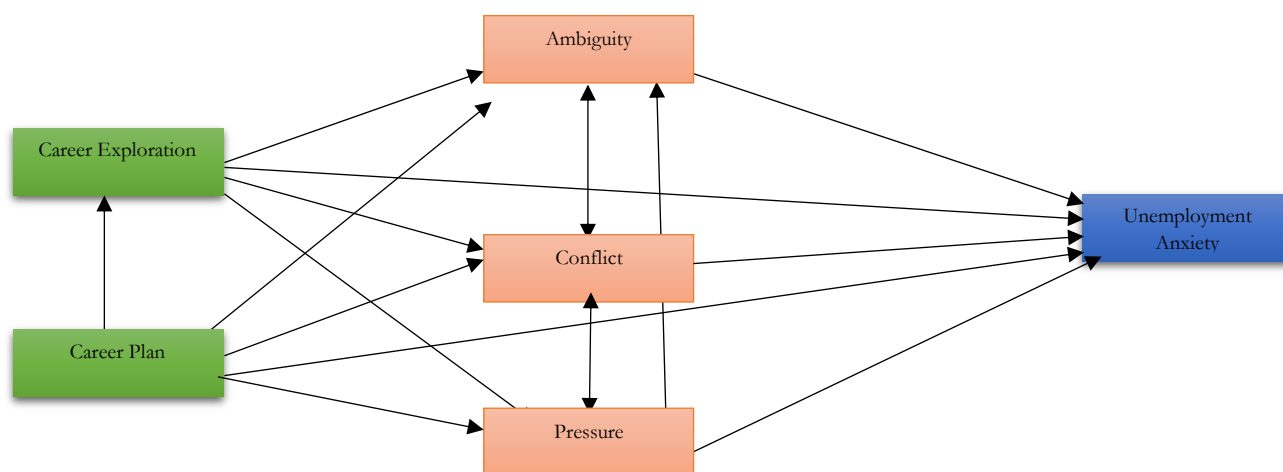 Ambiguity
Career Exploration
Unemployment
Anxiety
Conflict
Career Plan
Pressure